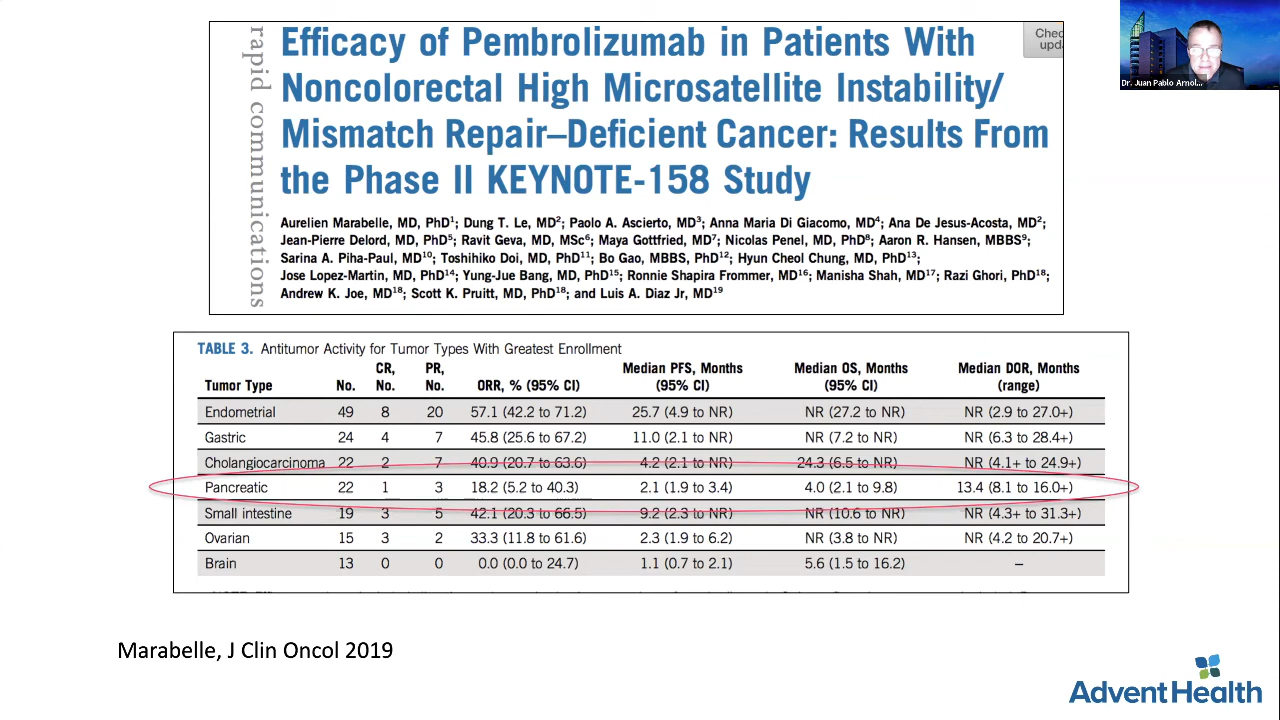 rapid communications
Efficacy of Pembrolizumab in Patients With
Noncolorectal High Microsatellite Instability/
Mismatch Repair–Deficient Cancer: Results From
the Phase II KEYNOTE-158 Study
Chec
upda
Dr. Juan Pablo Arnol...
Aurelien Marabelle, MD, PhD1; Dung T. Le, MD2; Paolo A. Ascierto, MD3; Anna Maria Di Giacomo, MD4; Ana De Jesus-Acosta, MD2;
Jean-Pierre Delord, MD, PhD5; Ravit Geva, MD, MSc6; Maya Gottfried, MD7; Nicolas Penel, MD, PhD8; Aaron R. Hansen, MBBS9;
Sarina A. Piha-Paul, MD10; Toshihiko Doi, MD, PhD11; Bo Gao, MBBS, PhD12; Hyun Cheol Chung, MD, PhD13;
Jose Lopez-Martin, MD, PhD14; Yung-Jue Bang, MD, PhD15; Ronnie Shapira Frommer, MD16; Manisha Shah, MD17; Razi Ghori, PhD18;
Andrew K. Joe, MD18; Scott K. Pruitt, MD, PhD18; and Luis A. Diaz Jr, MD19
TABLE 3. Antitumor Activity for Tumor Types With Greatest Enrollment
CR, PR, Median PFS, Months Median OS, Months Median DOR, Months
Tumor Type No. No. No. ORR, % (95% CI) (95% CI) (95% CI) (range)
Endometrial 49 8 20 57.1 (42.2 to 71.2) 25.7 (4.9 to NR) NR (27.2 to NR) NR (2.9 to 27.0+)
Gastric 24 4 7 45.8 (25.6 to 67.2) 11.0 (2.1 to NR) NR (7.2 to NR) NR (6.3 to 28.4+)
Cholangiocarcinoma 22 2 7 40.9 (20.7 to 63.6) 4.2 (2.1 to NR) 24.3 (6.5 to NR) NR (4.1+ to 24.9+)
Pancreatic 22 1 3 18.2 (5.2 to 40.3) 2.1 (1.9 to 3.4) 4.0 (2.1 to 9.8) 13.4 (8.1 to 16.0+)
Small intestine 19 3 5 42.1 (20.3 to 66.5) 9.2 (2.3 to NR) NR (10.6 to NR) NR (4.3+ to 31.3+)
Ovarian 15 3 2 33.3 (11.8 to 61.6) 2.3 (1.9 to 6.2) NR (3.8 to NR) NR (4.2 to 20.7+)
Brain 13 0 0 0.0 (0.0 to 24.7) 1.1 (0.7 to 2.1) 5.6 (1.5 to 16.2) –
Marabelle, J Clin Oncol 2019
AdventHealth